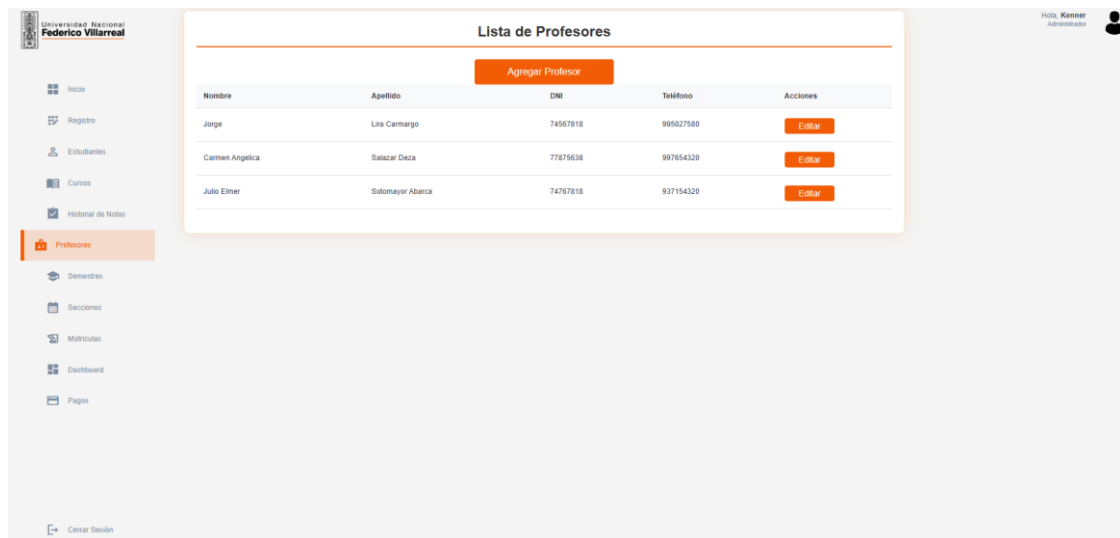 Universidad Nacional
Federico Villarreal
Hola, Kenner
Administrador
Inicio
Registro
Estudiantes
Cursos
Historial de Notas
Profesores
Semestres
Secciones
Matriculas
Dashboard
Pagos
Cerrar Sesión
Lista de Profesores
Agregar Profesor
Nombre Apellido DNI Teléfono Acciones
Jorge Lira Carmargo 74567818 995027580 Editar
Carmen Angelica Salazar Deza 77875638 997654320 Editar
Julio Elmer Sotomayor Abarca 74767818 937154320 Editar